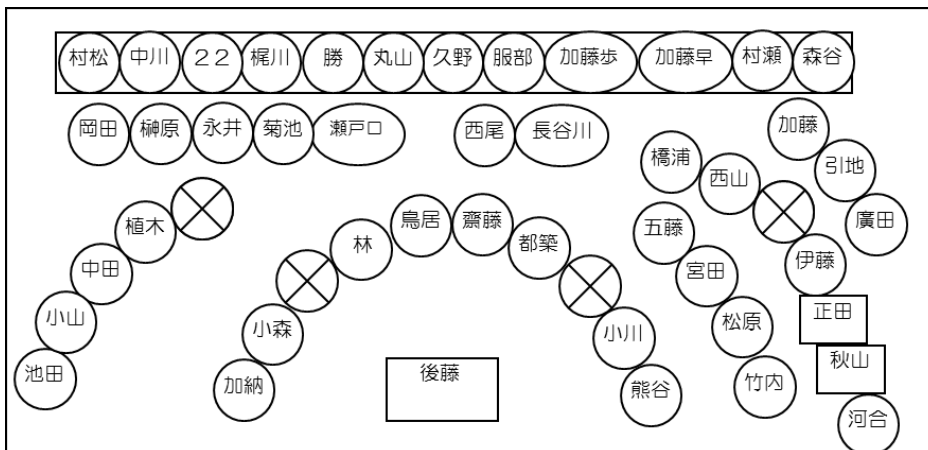 村松 中川 ２２ 梶川 勝 丸山 久野 服部 加藤歩 加藤早 村瀬 森谷
岡田 榊原 永井 菊池 瀬戸口 西尾 長谷川 加藤
橋浦 西山 引地
植木 林 鳥居 齋藤 都築 五藤 廣田
中田 宮田 伊藤
小山 小森 小川 松原 正田
池田 加納 後藤 熊谷 竹内 秋山
河合